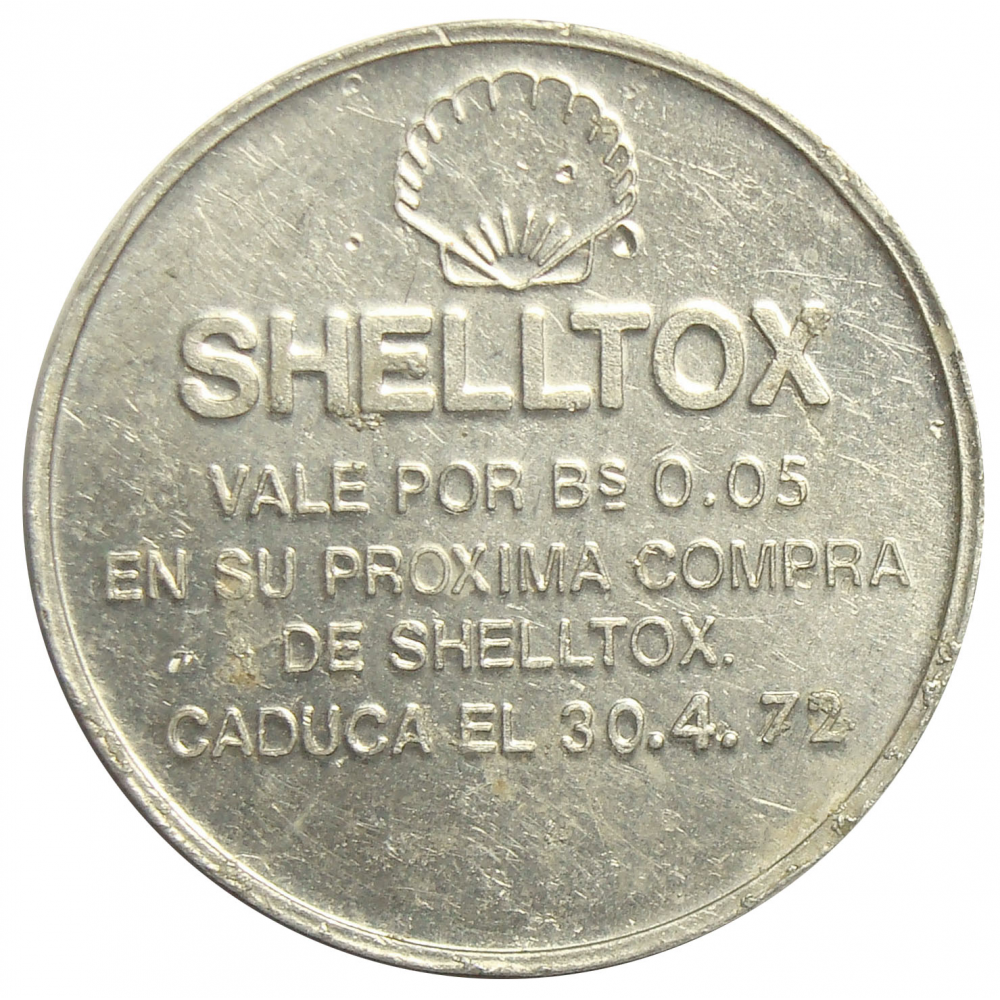 SHELLTOX
VALE POR Bs 0.05
EN SU PROXIMA COMPRA
DE SHELLTOX.
CADUCA EL 30.4.72